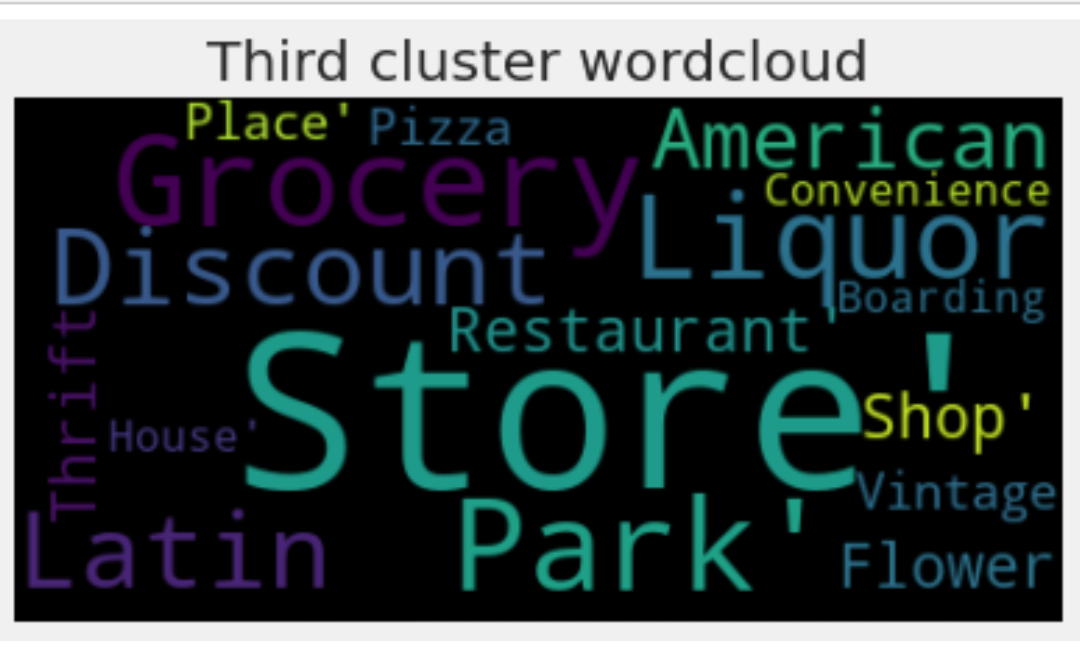 Third cluster wordcloud
Place' Pizza American
Grocery Convenience
Discount Liquor
Boarding
Restaurant'
Thrift Store' Shop'
House'
Vintage
Latin Park' Flower